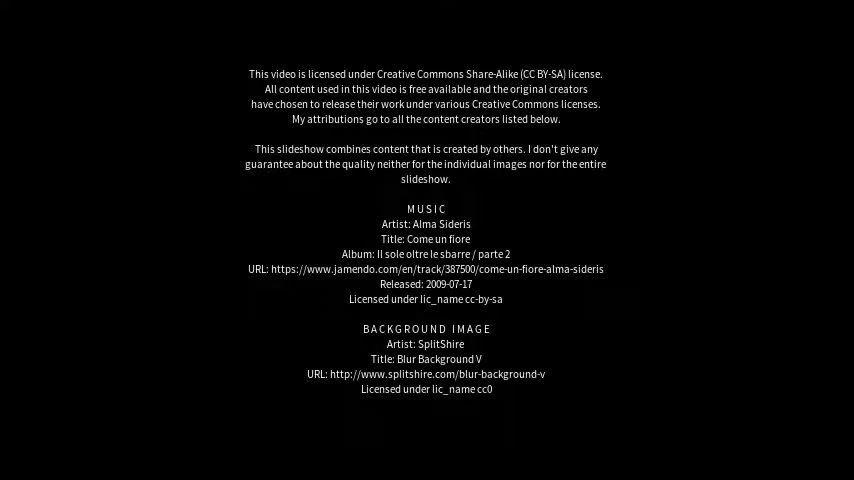 This video is licensed under Creative Commons Share-Alike (CC BY-SA) license.
All content used in this video is free available and the original creators
have chosen to release their work under various Creative Commons licenses.
My attributions go to all the content creators listed below.
This slideshow combines content that is created by others. I don't give any
guarantee about the quality neither for the individual images nor for the entire
slideshow.
MUSIC
Artist: Alma Sideris
Title: Come un fiore
Album: Il sole oltre le sbarre / parte 2
URL: https://www.jamendo.com/en/track/387500/come-un-fiore-alma-sideris
Released: 2009-07-17
Licensed under lic_name cc-by-sa
BACKGROUND IMAGE
Artist: SplitShire
Title: Blur Background V
URL: http://www.splitshire.com/blur-background-v
Licensed under lic_name cc0